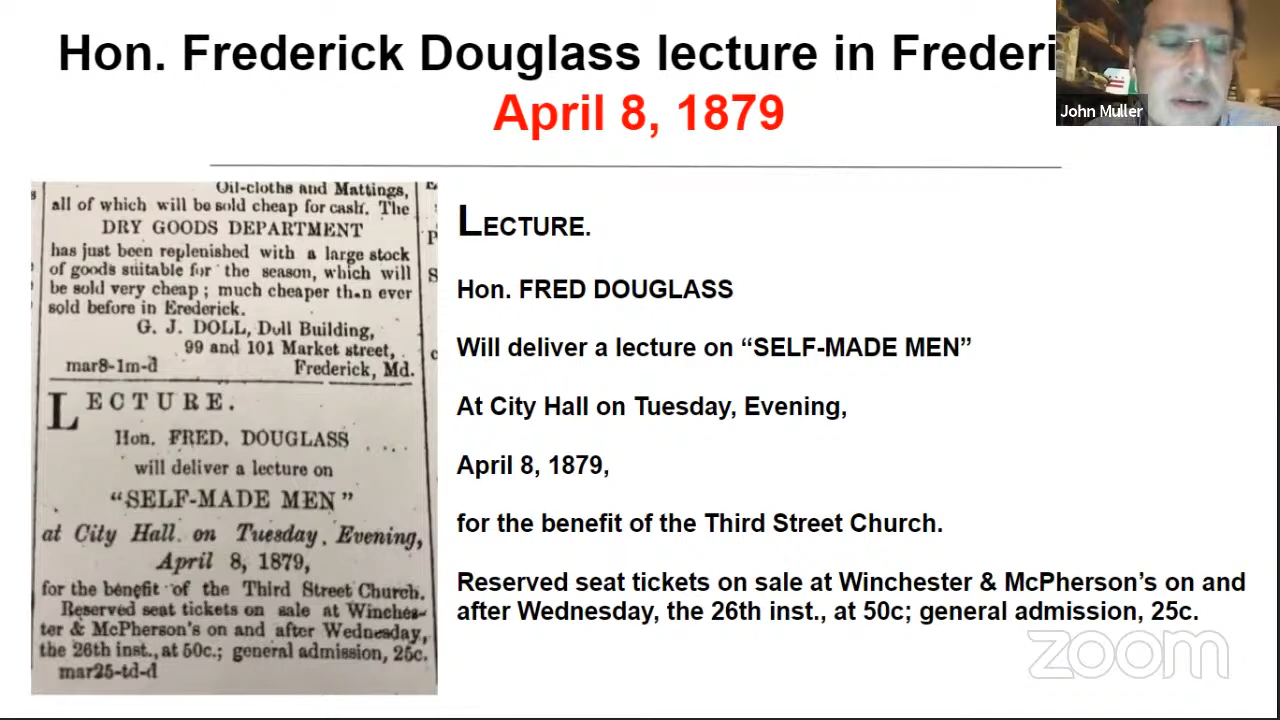 Hon. Frederick Douglass lecture in Frederi
April 8, 1879
John Muller
Oil-cloths and Mattings,
all of which will be sold cheap for cash. The
DRY GOODS DEPARTMENT
has just been replenished with a large stock
of goods suitable for the season, which will
be sold very cheap; much cheaper than ever
sold before in Frederick.
G. J. DOLL, Doll Building,
99 and 101 Market street,
mar8-1m-d Frederick, Md.
LECTURE.
Hon. FRED. DOUGLASS
will deliver a lecture on
“SELF-MADE MEN”
at City Hall on Tuesday, Evening,
April 8, 1879,
for the benefit of the Third Street Church.
Reserved seat tickets on sale at Winches-
ter & McPherson's on and after Wednesday,
the 26th inst., at 50c.; general admission, 25c.
mar25-td-d
LECTURE.
Hon. FRED DOUGLASS
Will deliver a lecture on “SELF-MADE MEN”
At City Hall on Tuesday, Evening,
April 8, 1879,
for the benefit of the Third Street Church.
Reserved seat tickets on sale at Winchester & McPherson’s on and
after Wednesday, the 26th inst., at 50c; general admission, 25c.
zoom